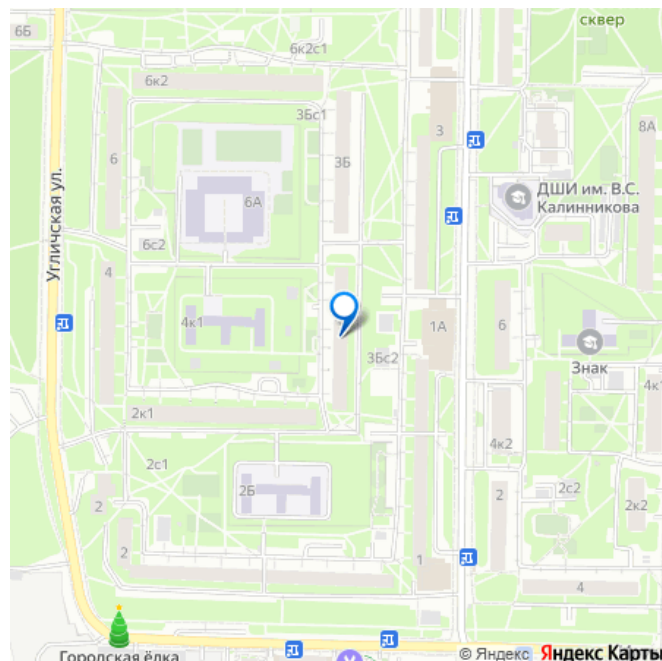 сквер
6Б
6к2с1
6к2
3Бс1
3
8А
6
3Б
ДШИ им. В.С.
Калинникова
6А
Угличская ул.
6с2
4
4к1
1А
6
3Бс2
Знак
4к1
2к1
4к2
2с1
2Б
2
2
2с2
2к2
2
1
4
Городская ёлка
© Яндекс Яндекс Карты